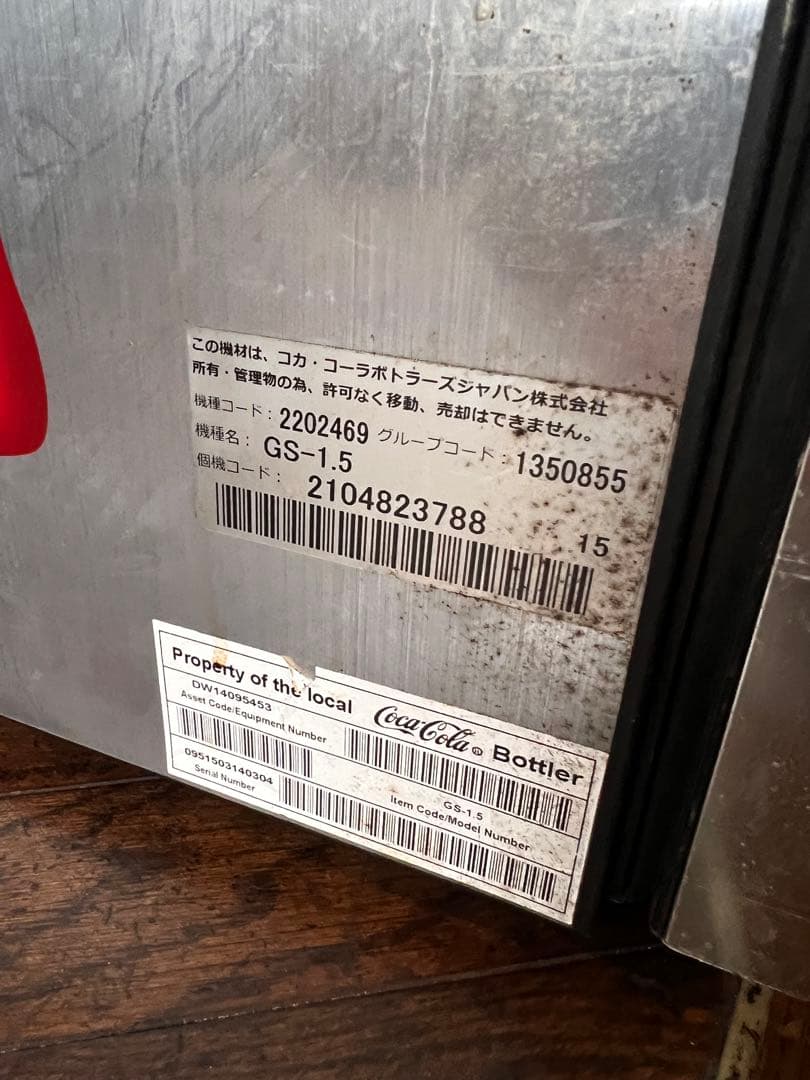 この機材は、コカ・コーラボトラーズジャパン株式会社
所有・管理物の為、許可なく移動、売却はできません。
機種コード: 2202469 グループコード: 1350855
機種名: GS-1.5
個機コード: 2104823788 15
Property of the local Coca-Cola Bottler
DW14095453
Asset Code/Equipment Number
GS-1.5
Item Code/Model Number
0951503140304
Serial Number